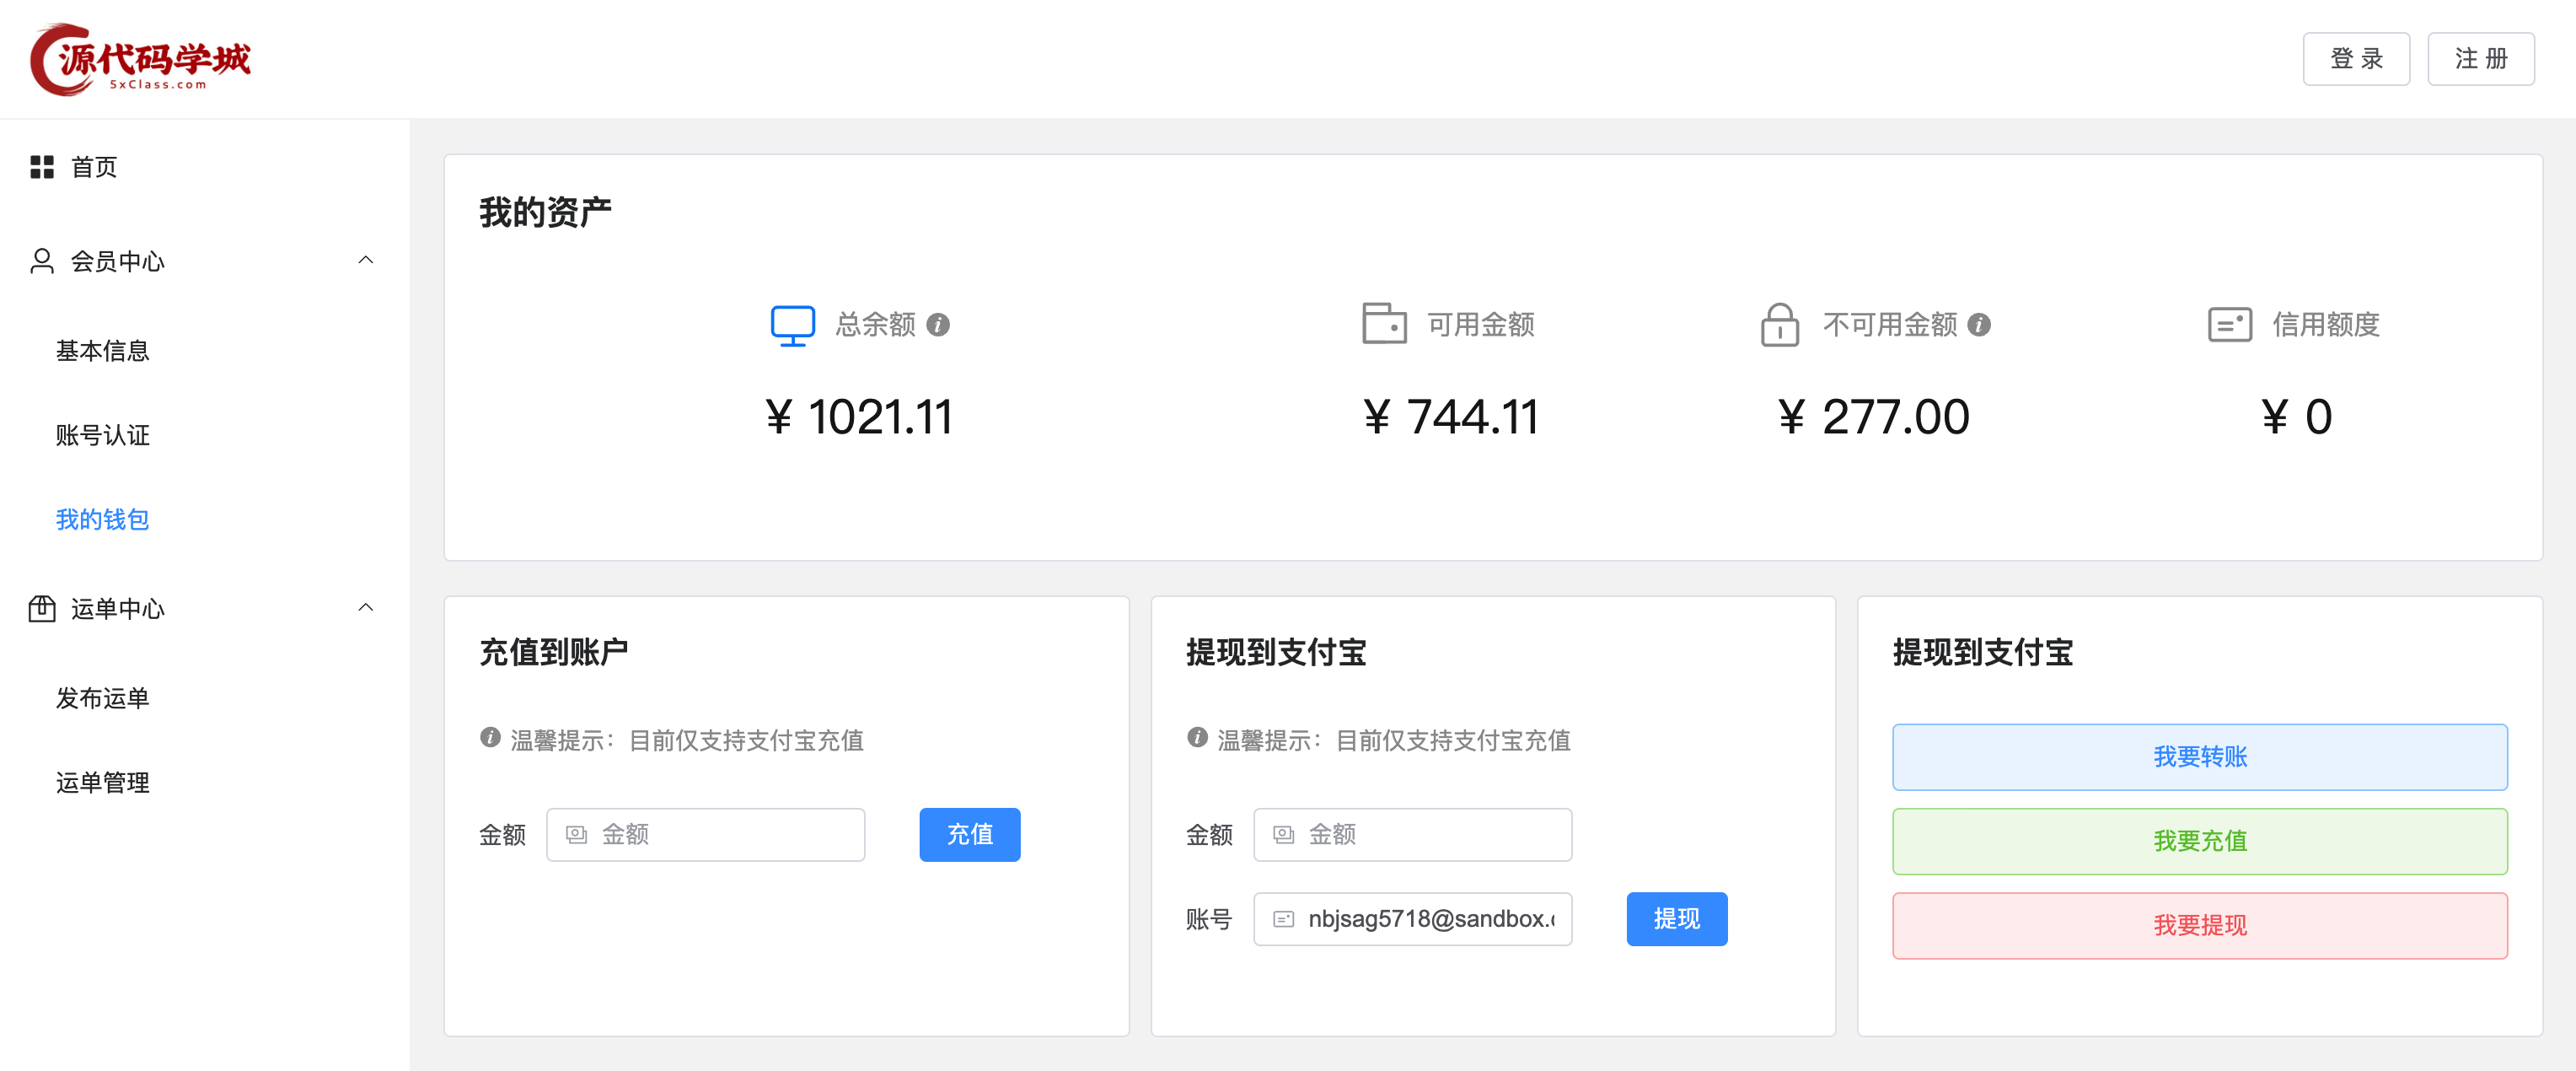 源代码学城
5xClass.com
登 录
注 册
首页
会员中心
基本信息
账号认证
我的钱包
运单中心
发布运单
运单管理
我的资产
总余额
可用金额
不可用金额
信用额度
¥ 1021.11
¥ 744.11
¥ 277.00
¥ 0
充值到账户
温馨提示：目前仅支持支付宝充值
金额 金额 充值
提现到支付宝
温馨提示：目前仅支持支付宝充值
金额 金额
账号 nbjsag5718@sandbox. 提现
提现到支付宝
我要转账
我要充值
我要提现